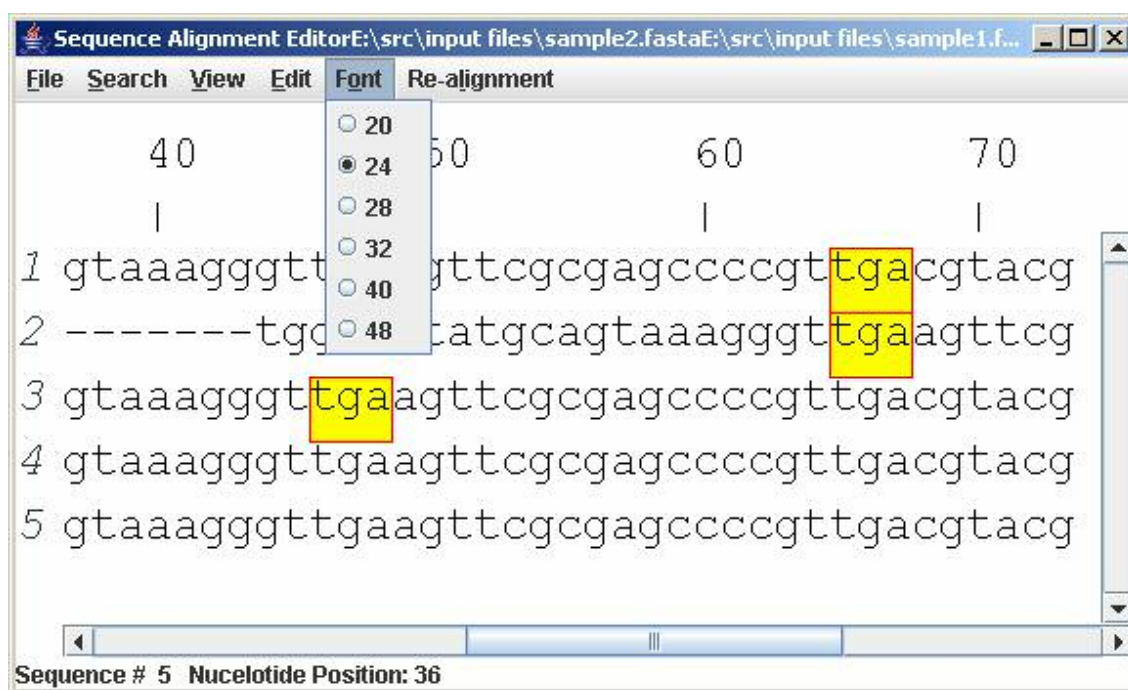 Sequence Alignment EditorE:\src\input files\sample2.fastaE:\src\input files\sample1.f...
File Search View Edit Font Re-alignment
20
24
28
32
40
48
40 50 60 70
1 gtaaagggtt gttcgcgagccccgttgacgtacg
2 -------tg tatgcagtaaagggttgaagttcg
3 gtaaagggttgaagttcgcgagccccgttgacgtacg
4 gtaaagggttgaagttcgcgagccccgttgacgtacg
5 gtaaagggttgaagttcgcgagccccgttgacgtacg
Sequence # 5 Nucelotide Position: 36